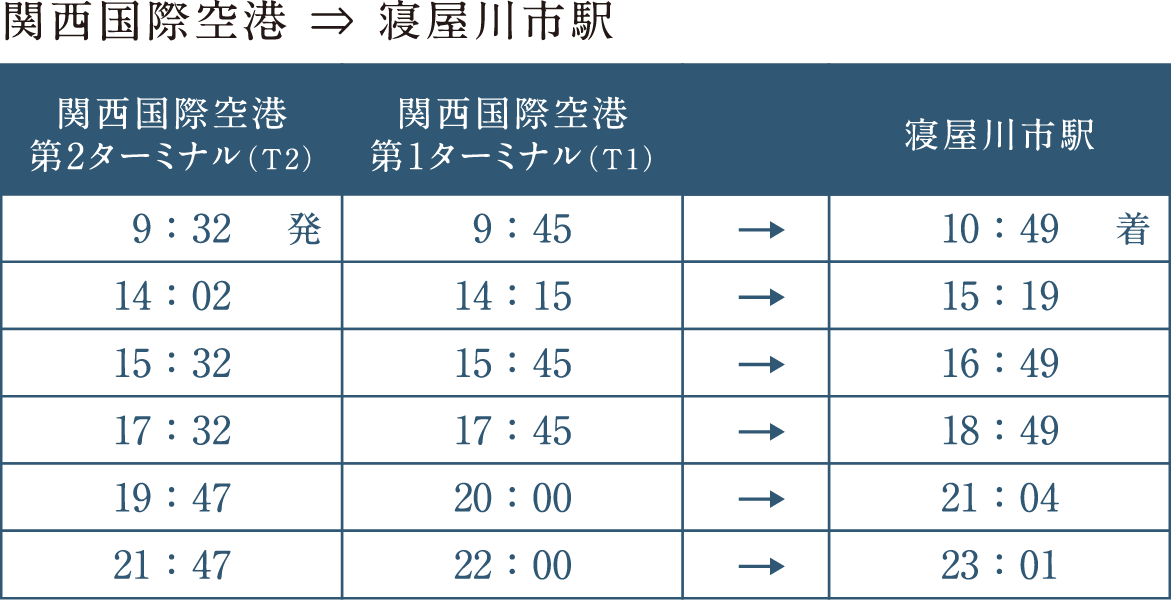 関西国際空港 ⇒ 寝屋川市駅
関西国際空港
第2ターミナル(T2)
関西国際空港
第1ターミナル(T1)
寝屋川市駅
9：32 発 9：45 → 10：49 着
14：02 14：15 → 15：19
15：32 15：45 → 16：49
17：32 17：45 → 18：49
19：47 20：00 → 21：04
21：47 22：00 → 23：01